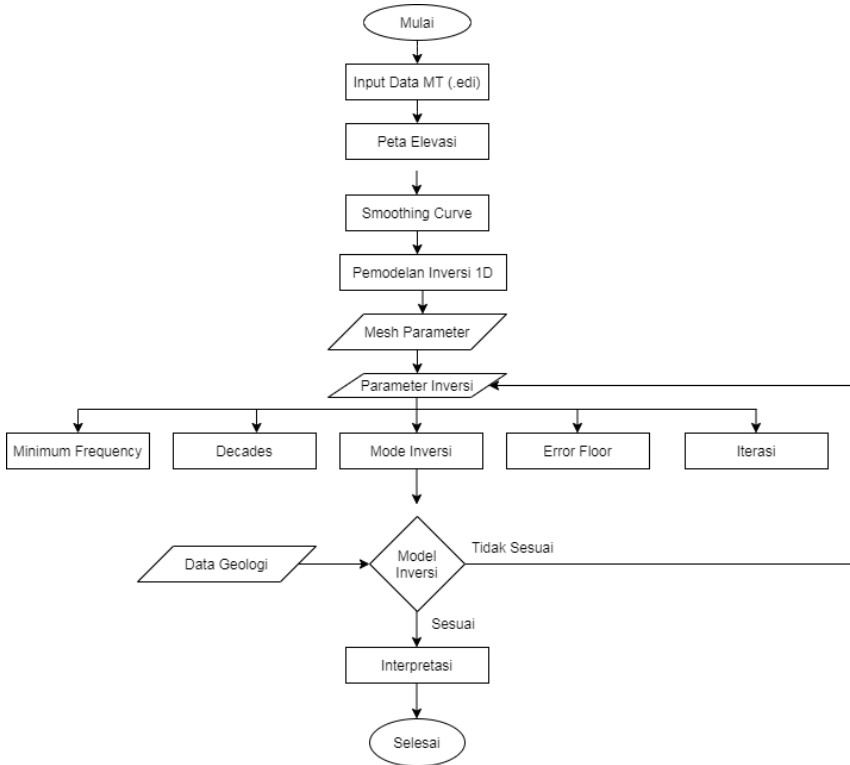 Mulai
Input Data MT (.edi)
Peta Elevasi
Smoothing Curve
Pemodelan Inversi 1D
Mesh Parameter
Parameter Inversi
Minimum Frequency
Decades
Mode Inversi
Error Floor
Iterasi
Data Geologi
Model
Inversi
Tidak Sesuai
Sesuai
Interpretasi
Selesai